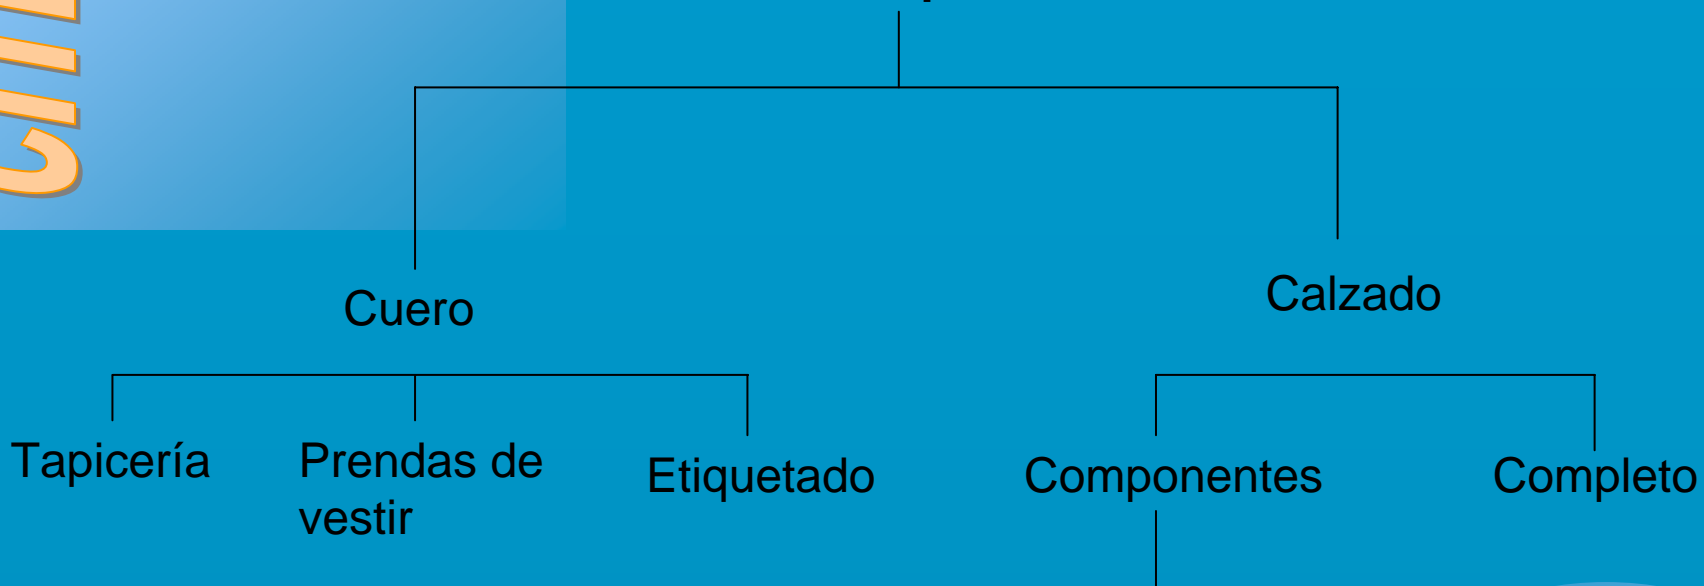 Cuero
Calzado
Tapicería
Prendas de
vestir
Etiquetado
Componentes
Completo